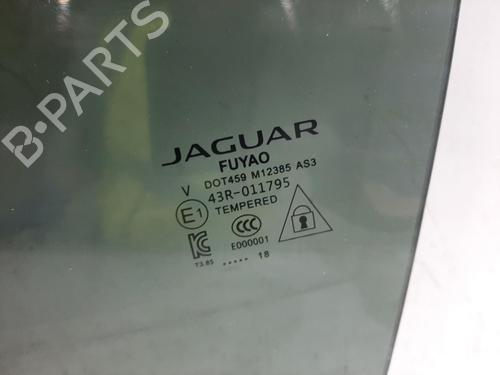 B-PARTS
JAGUAR
FUYAO
DOT459 M12385 AS3
V 43R-011795
E1 TEMPERED
CCC
T3.85 E000001
..... 18